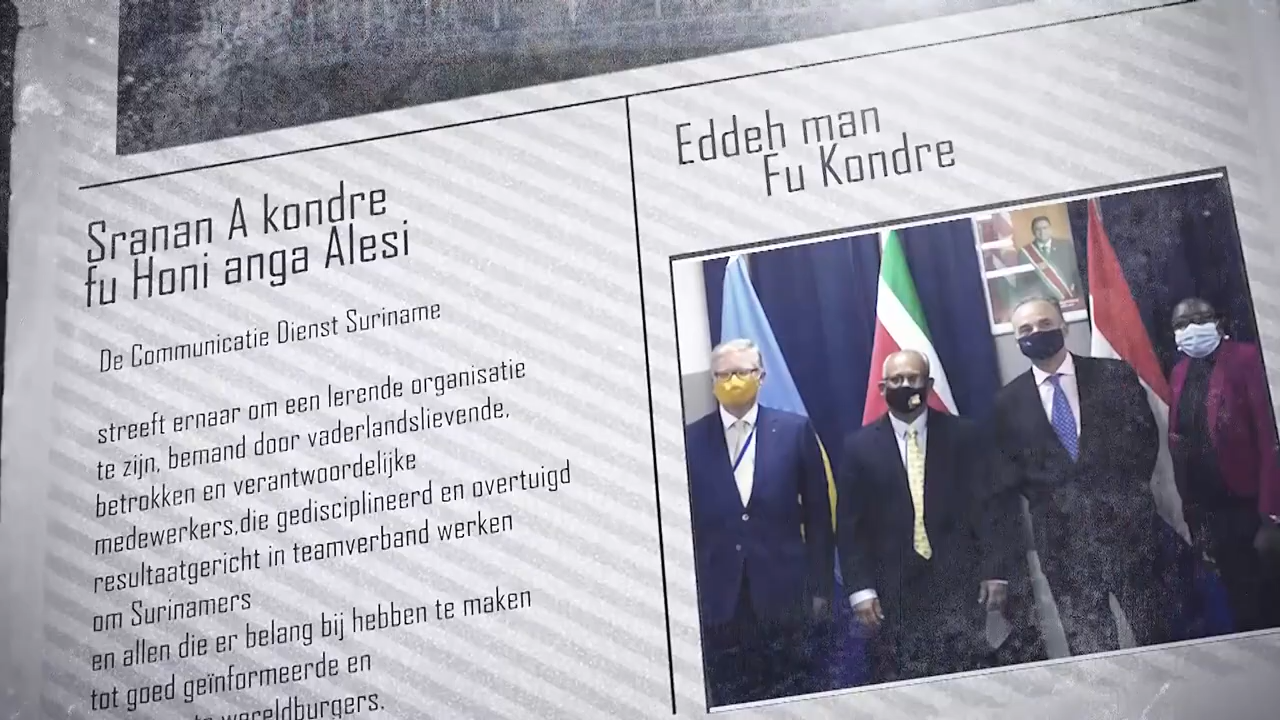 Sranan A kondre
fu Honi anga Alesi
De Communicatie Dienst Suriname
streeft ernaar om een lerende organisatie
te zijn, bemand door vaderlandslievende,
betrokken en verantwoordelijke
medewerkers,die gedisciplineerd en overtuigd
resultaatgericht in teamverband werken
om Surinamers
en allen die er belang bij hebben te maken
tot goed geïnformeerde en
wereldburgers.
Eddeh man
Fu Kondre